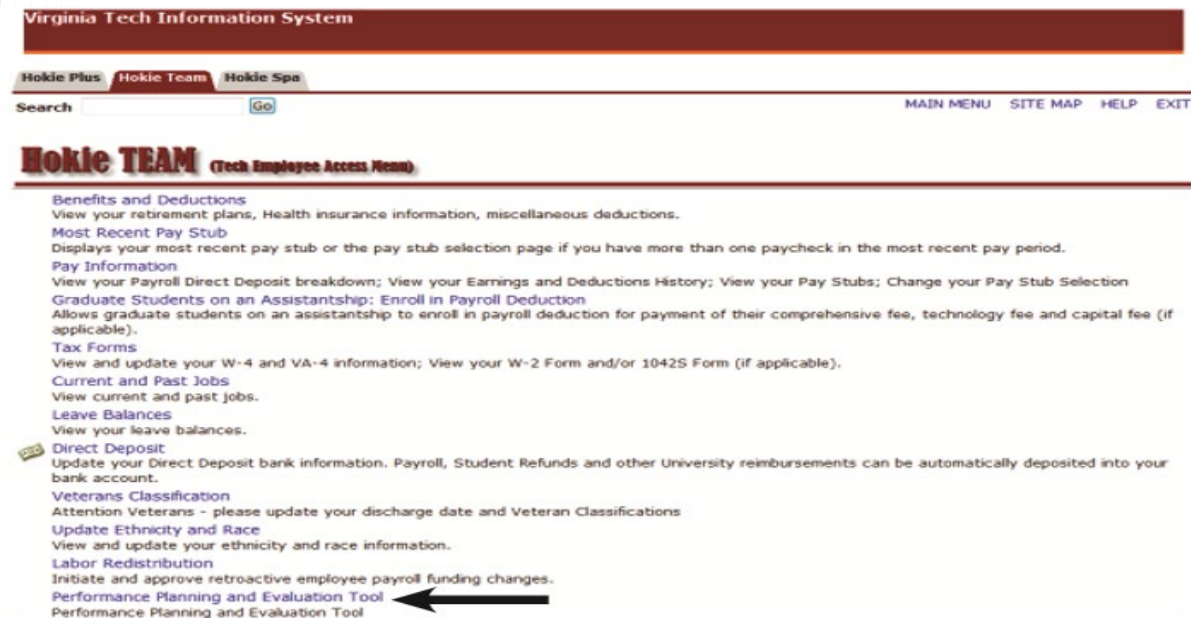 Virginia Tech Information System
Hokie Plus Hokie Team Hokie Spa
Search Go MAIN MENU SITE MAP HELP EXIT
Hokie TEAM (Tech Employee Access Menu)
Benefits and Deductions
View your retirement plans, Health insurance information, miscellaneous deductions.
Most Recent Pay Stub
Displays your most recent pay stub or the pay stub selection page if you have more than one paycheck in the most recent pay period.
Pay Information
View your Payroll Direct Deposit breakdown; View your Earnings and Deductions History; View your Pay Stubs; Change your Pay Stub Selection
Graduate Students on an Assistantship: Enroll in Payroll Deduction
Allows graduate students on an assistantship to enroll in payroll deduction for payment of their comprehensive fee, technology fee and capital fee (if
applicable).
Tax Forms
View and update your W-4 and VA-4 information; View your W-2 Form and/or 1042S Form (if applicable).
Current and Past Jobs
View current and past jobs.
Leave Balances
View your leave balances.
Direct Deposit
Update your Direct Deposit bank information. Payroll, Student Refunds and other University reimbursements can be automatically deposited into your
bank account.
Veterans Classification
Attention Veterans - please update your discharge date and Veteran Classifications
Update Ethnicity and Race
View and update your ethnicity and race information.
Labor Redistribution
Initiate and approve retroactive employee payroll funding changes.
Performance Planning and Evaluation Tool
Performance Planning and Evaluation Tool